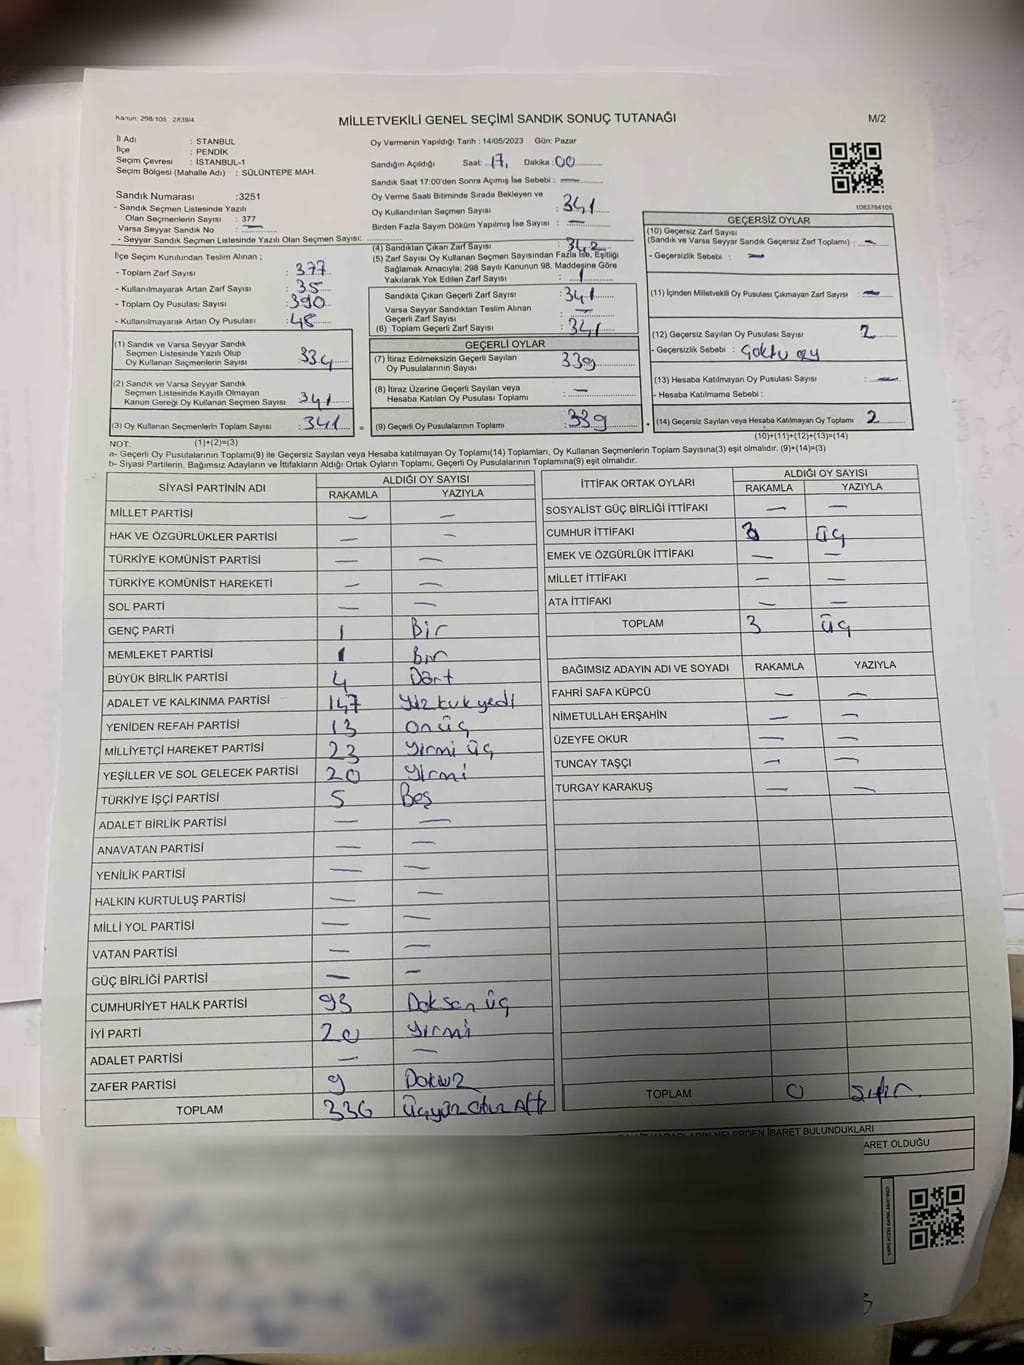 Kanun: 298/105 2839/4
MİLLETVEKİLİ GENEL SEÇİMİ SANDIK SONUÇ TUTANAĞI
M/2
İl Adı : STANBUL
İlçe : PENDİK
Seçim Çevresi : İSTANBUL-1
Seçim Bölgesi (Mahalle Adı) : SÜLÜNTEPE MAH.
Oy Vermenin Yapıldığı Tarih : 14/05/2023 Gün: Pazar
Sandığın Açıldığı Saat: 17, Dakika : 00
Sandık Saat 17:00'den Sonra Açımış İse Sebebi : —
Sandık Numarası :3251
- Sandık Seçmen Listesinde Yazılı
Olan Seçmenlerin Sayısı : 377
Varsa Seyyar Sandık No : —
- Seyyar Sandık Seçmen Listesinde Yazılı Olan Seçmen Sayısı:
Oy Verme Saati Bitiminde Sırada Bekleyen ve
Oy Kullandırılan Seçmen Sayısı : 341
Birden Fazla Sayım Döküm Yapılmış İse Sayısı : —
1083784105
İlçe Seçim Kurulundan Teslim Alınan ;
- Toplam Zarf Sayısı : 377
- Kullanılmayarak Artan Zarf Sayısı : 35
- Toplam Oy Pusulası Sayısı : 390
- Kullanılmayarak Artan Oy Pusulası : 48
(4) Sandıktan Çıkan Zarf Sayısı : 342
(5) Zarf Sayısı Oy Kullanan Seçmen Sayısından Fazla İse, Eşitliği
Sağlamak Amacıyla; 298 Sayılı Kanunun 98. Maddesine Göre
Yakılarak Yok Edilen Zarf Sayısı : 1
Sandıkta Çıkan Geçerli Zarf Sayısı : 341
Varsa Seyyar Sandıktan Teslim Alınan
Geçerli Zarf Sayısı : —
(6) Toplam Geçerli Zarf Sayısı : 341
GEÇERSİZ OYLAR
(10) Geçersiz Zarf Sayısı
(Sandık ve Varsa Seyyar Sandık Geçersiz Zarf Toplamı) : —
- Geçersizlik Sebebi : —
(11) İçinden Milletvekili Oy Pusulası Çıkmayan Zarf Sayısı : —
(12) Geçersiz Sayılan Oy Pusulası Sayısı 2
- Geçersizlik Sebebi : Çoklu oy
(13) Hesaba Katılmayan Oy Pusulası Sayısı : —
- Hesaba Katılmama Sebebi :
(14) Geçersiz Sayılan veya Hesaba Katılmayan Oy Toplamı 2
(10)+(11)+(12)+(13)=(14)
(1) Sandık ve Varsa Seyyar Sandık
Seçmen Listesinde Yazılı Olup
Oy Kullanan Seçmenlerin Sayısı : 334
(2) Sandık ve Varsa Seyyar Sandık
Seçmen Listesinde Kayıtlı Olmayan
Kanun Gereği Oy Kullanan Seçmen Sayısı : 341
(3) Oy Kullanan Seçmenlerin Toplam Sayısı : 341 =
(1)+(2)=(3)
GEÇERLİ OYLAR
(7) İtiraz Edilmeksizin Geçerli Sayılan
Oy Pusulalarının Sayısı : 339
(8) İtiraz Üzerine Geçerli Sayılan veya
Hesaba Katılan Oy Pusulası Toplamı : —
(9) Geçerli Oy Pusulalarının Toplamı : 339 +
NOT:
a- Geçerli Oy Pusulalarının Toplamı(9) ile Geçersiz Sayılan veya Hesaba katılmayan Oy Toplamı(14) Toplamları, Oy Kullanan Seçmenlerin Toplam Sayısına(3) eşit olmalıdır. (9)+(14)=(3)
b- Siyasi Partilerin, Bağımsız Adayların ve İttifakların Aldığı Ortak Oyların Toplamı, Geçerli Oy Pusulalarının Toplamına(9) eşit olmalıdır.
SİYASİ PARTİNİN ADI ALDIĞI OY SAYISI
RAKAMLA YAZIYLA
MİLLET PARTİSİ — —
HAK VE ÖZGÜRLÜKLER PARTİSİ — —
TÜRKİYE KOMÜNİST PARTİSİ — —
TÜRKİYE KOMÜNİST HAREKETİ — —
SOL PARTİ — —
GENÇ PARTİ 1 Bir
MEMLEKET PARTİSİ 1 Bir
BÜYÜK BİRLİK PARTİSİ 4 Dört
ADALET VE KALKINMA PARTİSİ 147 Yüz kırk yedi
YENİDEN REFAH PARTİSİ 13 on üç
MİLLİYETÇİ HAREKET PARTİSİ 23 Yirmi üç
YEŞİLLER VE SOL GELECEK PARTİSİ 20 Yirmi
TÜRKİYE İŞÇİ PARTİSİ 5 Beş
ADALET BİRLİK PARTİSİ — —
ANAVATAN PARTİSİ — —
YENİLİK PARTİSİ — —
HALKIN KURTULUŞ PARTİSİ — —
MİLLİ YOL PARTİSİ — —
VATAN PARTİSİ — —
GÜÇ BİRLİĞİ PARTİSİ — —
CUMHURİYET HALK PARTİSİ 93 Doksan üç
İYİ PARTİ 20 Yirmi
ADALET PARTİSİ — —
ZAFER PARTİSİ 9 Dokuz
TOPLAM 336 üçyüz otuz Altı
İTTİFAK ORTAK OYLARI ALDIĞI OY SAYISI
RAKAMLA YAZIYLA
SOSYALİST GÜÇ BİRLİĞİ İTTİFAKI — —
CUMHUR İTTİFAKI 3 üç
EMEK VE ÖZGÜRLÜK İTTİFAKI — —
MİLLET İTTİFAKI — —
ATA İTTİFAKI — —
TOPLAM 3 üç
BAĞIMSIZ ADAYIN ADI VE SOYADI RAKAMLA YAZIYLA
FAHRİ SAFA KÜPCÜ — —
NİMETULLAH ERŞAHİN — —
ÜZEYFE OKUR — —
TUNCAY TAŞÇI — —
TURGAY KARAKUŞ — —
TOPLAM 0 sıfır
NELERDEN İBARET BULUNDUKLARI
ARET OLDUĞU